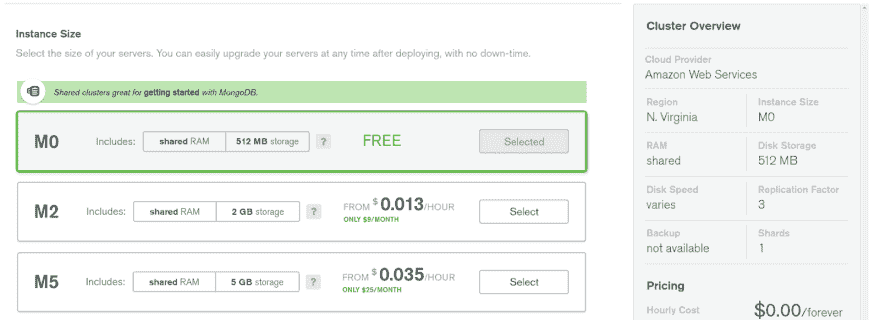 Instance Size
Select the size of your servers. You can easily upgrade your servers at any time after deploying, with no down-time.
Shared clusters great for getting started with MongoDB.
M0 Includes: shared RAM 512 MB storage ? FREE Selected
M2 Includes: shared RAM 2 GB storage ? FROM $0.013/HOUR Select
ONLY $9/MONTH
M5 Includes: shared RAM 5 GB storage ? FROM $0.035/HOUR Select
ONLY $25/MONTH
Cluster Overview
Cloud Provider
Amazon Web Services
Region Instance Size
N. Virginia M0
RAM Disk Storage
shared 512 MB
Disk Speed Replication Factor
varies 3
Backup Shards
not available 1
Pricing
Hourly Cost $0.00/forever